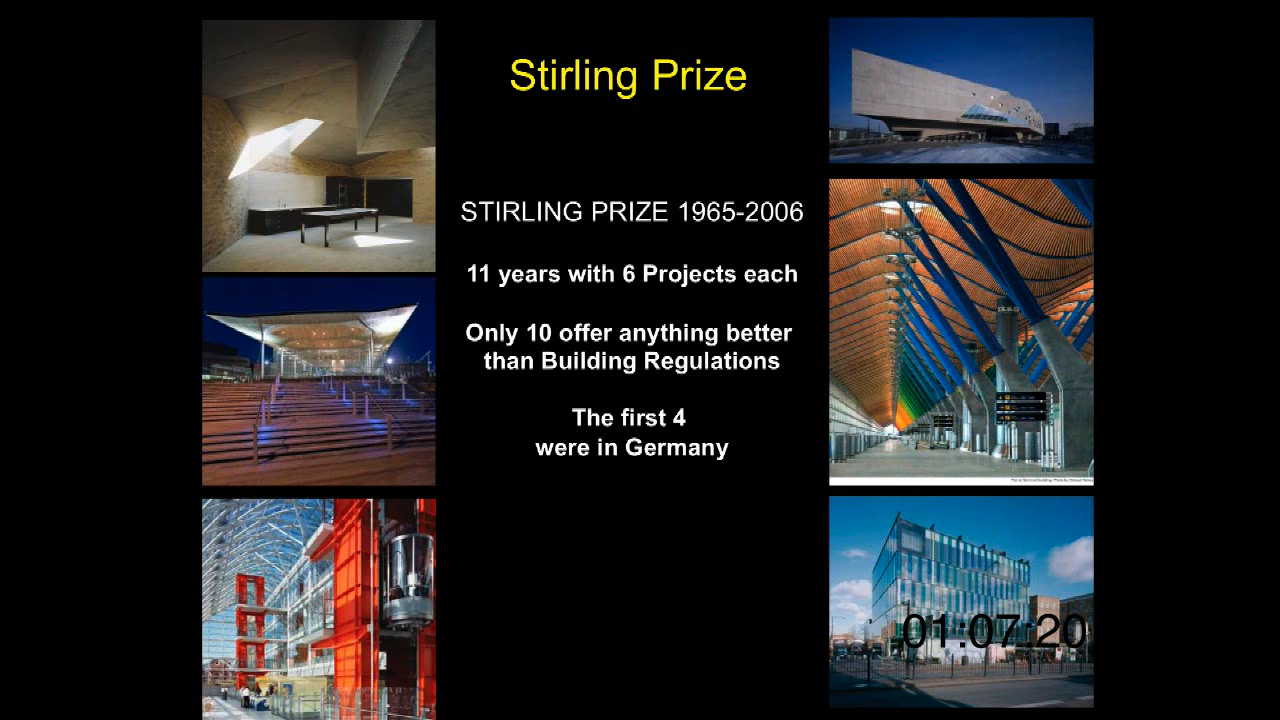 Stirling Prize
STIRLING PRIZE 1965-2006
11 years with 6 Projects each
Only 10 offer anything better
than Building Regulations
The first 4
were in Germany
01:07:20